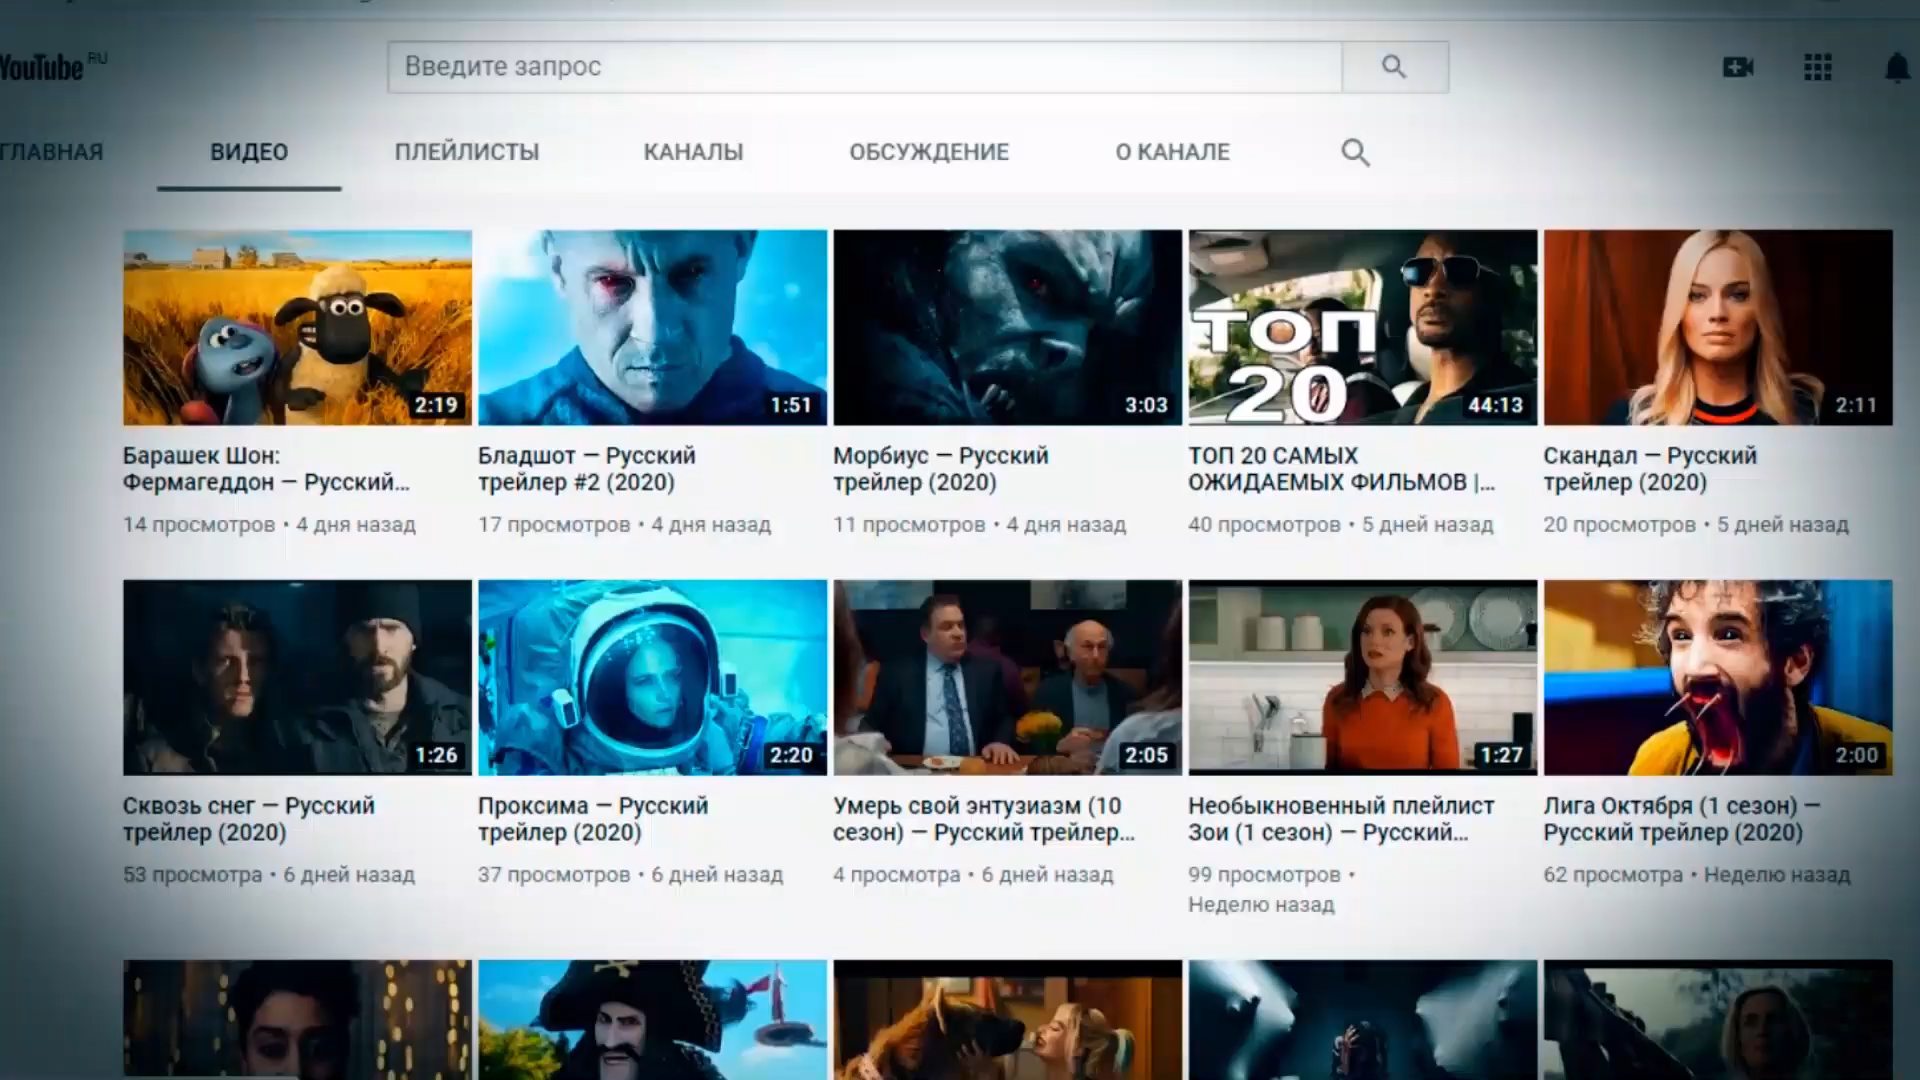 YouTube RU
Введите запрос
ГЛАВНАЯ
ВИДЕО
ПЛЕЙЛИСТЫ
КАНАЛЫ
ОБСУЖДЕНИЕ
О КАНАЛЕ
2:19
1:51
3:03
ТОП
20
44:13
2:11
Барашек Шон:
Фермагеддон — Русский...
14 просмотров • 4 дня назад
Бладшот — Русский
трейлер #2 (2020)
17 просмотров • 4 дня назад
Морбиус — Русский
трейлер (2020)
11 просмотров • 4 дня назад
ТОП 20 САМЫХ
ОЖИДАЕМЫХ ФИЛЬМОВ |...
40 просмотров • 5 дней назад
Скандал — Русский
трейлер (2020)
20 просмотров • 5 дней назад
1:26
2:20
2:05
1:27
2:00
Сквозь снег — Русский
трейлер (2020)
53 просмотра • 6 дней назад
Проксима — Русский
трейлер (2020)
37 просмотров • 6 дней назад
Умерь свой энтузиазм (10
сезон) — Русский трейлер...
4 просмотра • 6 дней назад
Необыкновенный плейлист
Зои (1 сезон) — Русский...
99 просмотров •
Неделю назад
Лига Октября (1 сезон) —
Русский трейлер (2020)
62 просмотра • Неделю назад